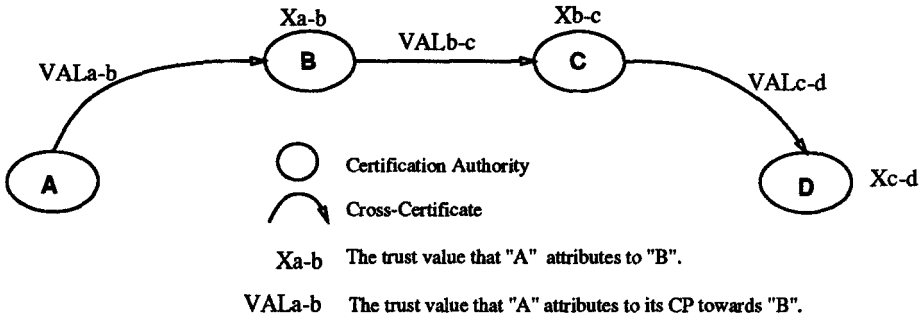 Xa-b
Xb-c
VALa-b
B
VALb-c
C
VALc-d
A
D
Xc-d
Certification Authority
Cross-Certificate
Xa-b The trust value that "A" attributes to "B".
VALa-b The trust value that "A" attributes to its CP towards "B".